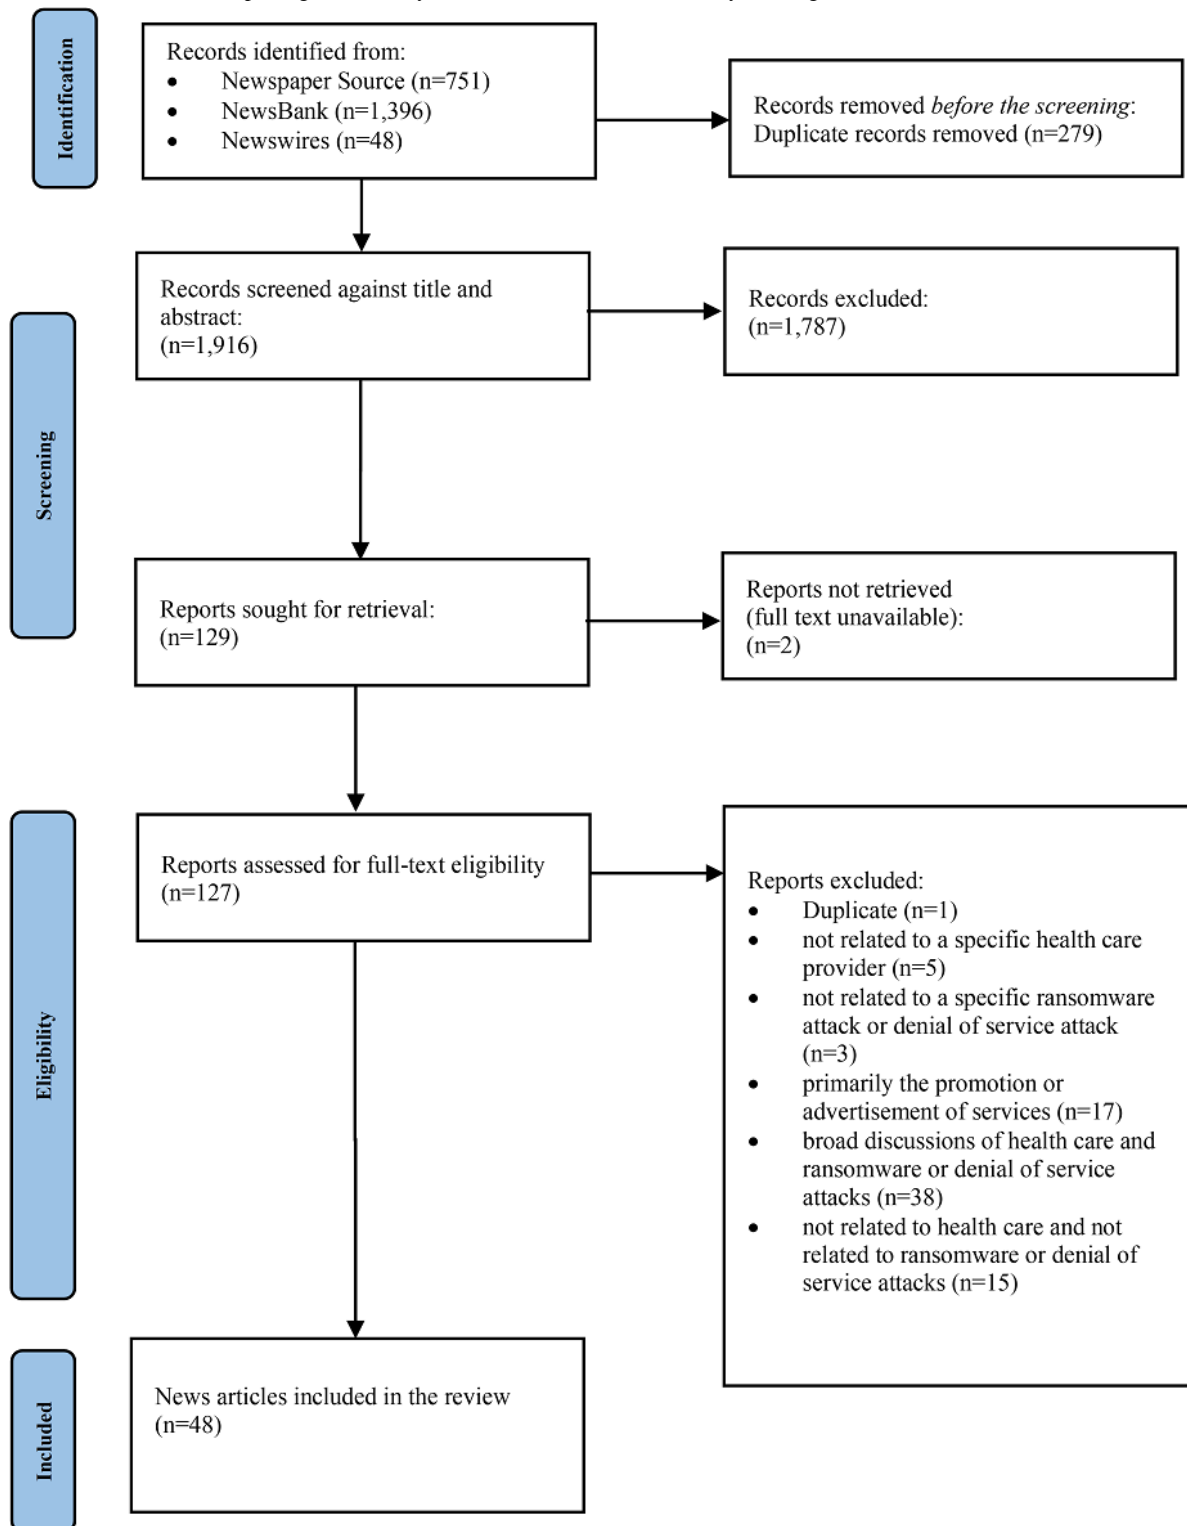 Identification
Records identified from:
• Newspaper Source (n=751)
• NewsBank (n=1,396)
• Newswires (n=48)
Records removed before the screening:
Duplicate records removed (n=279)
Screening
Records screened against title and
abstract:
(n=1,916)
Records excluded:
(n=1,787)
Reports sought for retrieval:
(n=129)
Reports not retrieved
(full text unavailable):
(n=2)
Eligibility
Reports assessed for full-text eligibility
(n=127)
Reports excluded:
• Duplicate (n=1)
• not related to a specific health care
provider (n=5)
• not related to a specific ransomware
attack or denial of service attack
(n=3)
• primarily the promotion or
advertisement of services (n=17)
• broad discussions of health care and
ransomware or denial of service
attacks (n=38)
• not related to health care and not
related to ransomware or denial of
service attacks (n=15)
Included
News articles included in the review
(n=48)